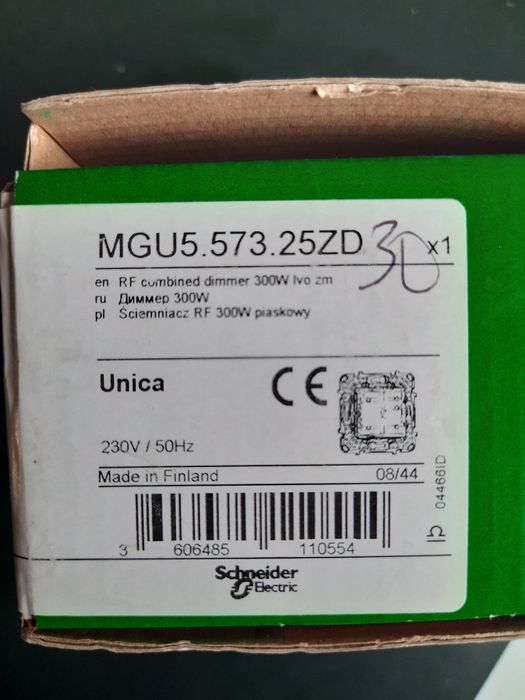 MGU5.573.25ZD 30 x1
en RF combined dimmer 300W Ivo zm
ru Диммер 300W
pl Ściemniacz RF 300W piaskowy
Unica CE
230V / 50Hz
Made in Finland 08/44
04466ID
3 606485 110554
Schneider
Electric